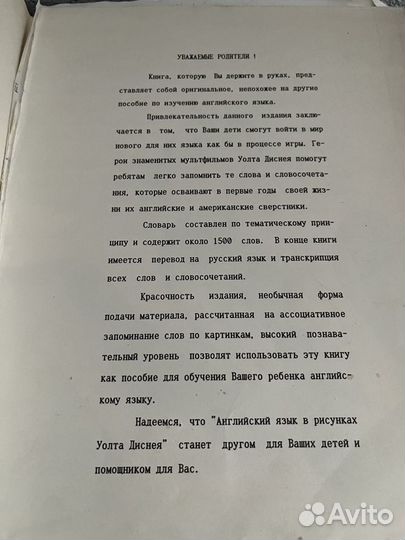 УВАЖАЕМЫЕ РОДИТЕЛИ !
Книга, которую Вы держите в руках, пред-
ставляет собой оригинальное, непохожее на другие
пособие по изучению английского языка.
Привлекательность данного издания заклю-
чается в том, что Ваши дети смогут войти в мир
нового для них языка как бы в процессе игры. Ге-
рои знаменитых мультфильмов Уолта Диснея помогут
ребятам легко запомнить те слова и словосочета-
ния, которые осваивают в первые годы своей жиз-
ни их английские и американские сверстники.
Словарь составлен по тематическому прин-
ципу и содержит около 1500 слов. В конце книги
имеется перевод на русский язык и транскрипция
всех слов и словосочетаний.
Красочность издания, необычная форма
подачи материала, рассчитанная на ассоциативное
запоминание слов по картинкам, высокий познава-
тельный уровень позволят использовать эту книгу
как пособие для обучения Вашего ребенка английс-
кому языку.
Надеемся, что "Английский язык в рисунках
Уолта Диснея" станет другом для Ваших детей и
помощником для Вас.
Avito